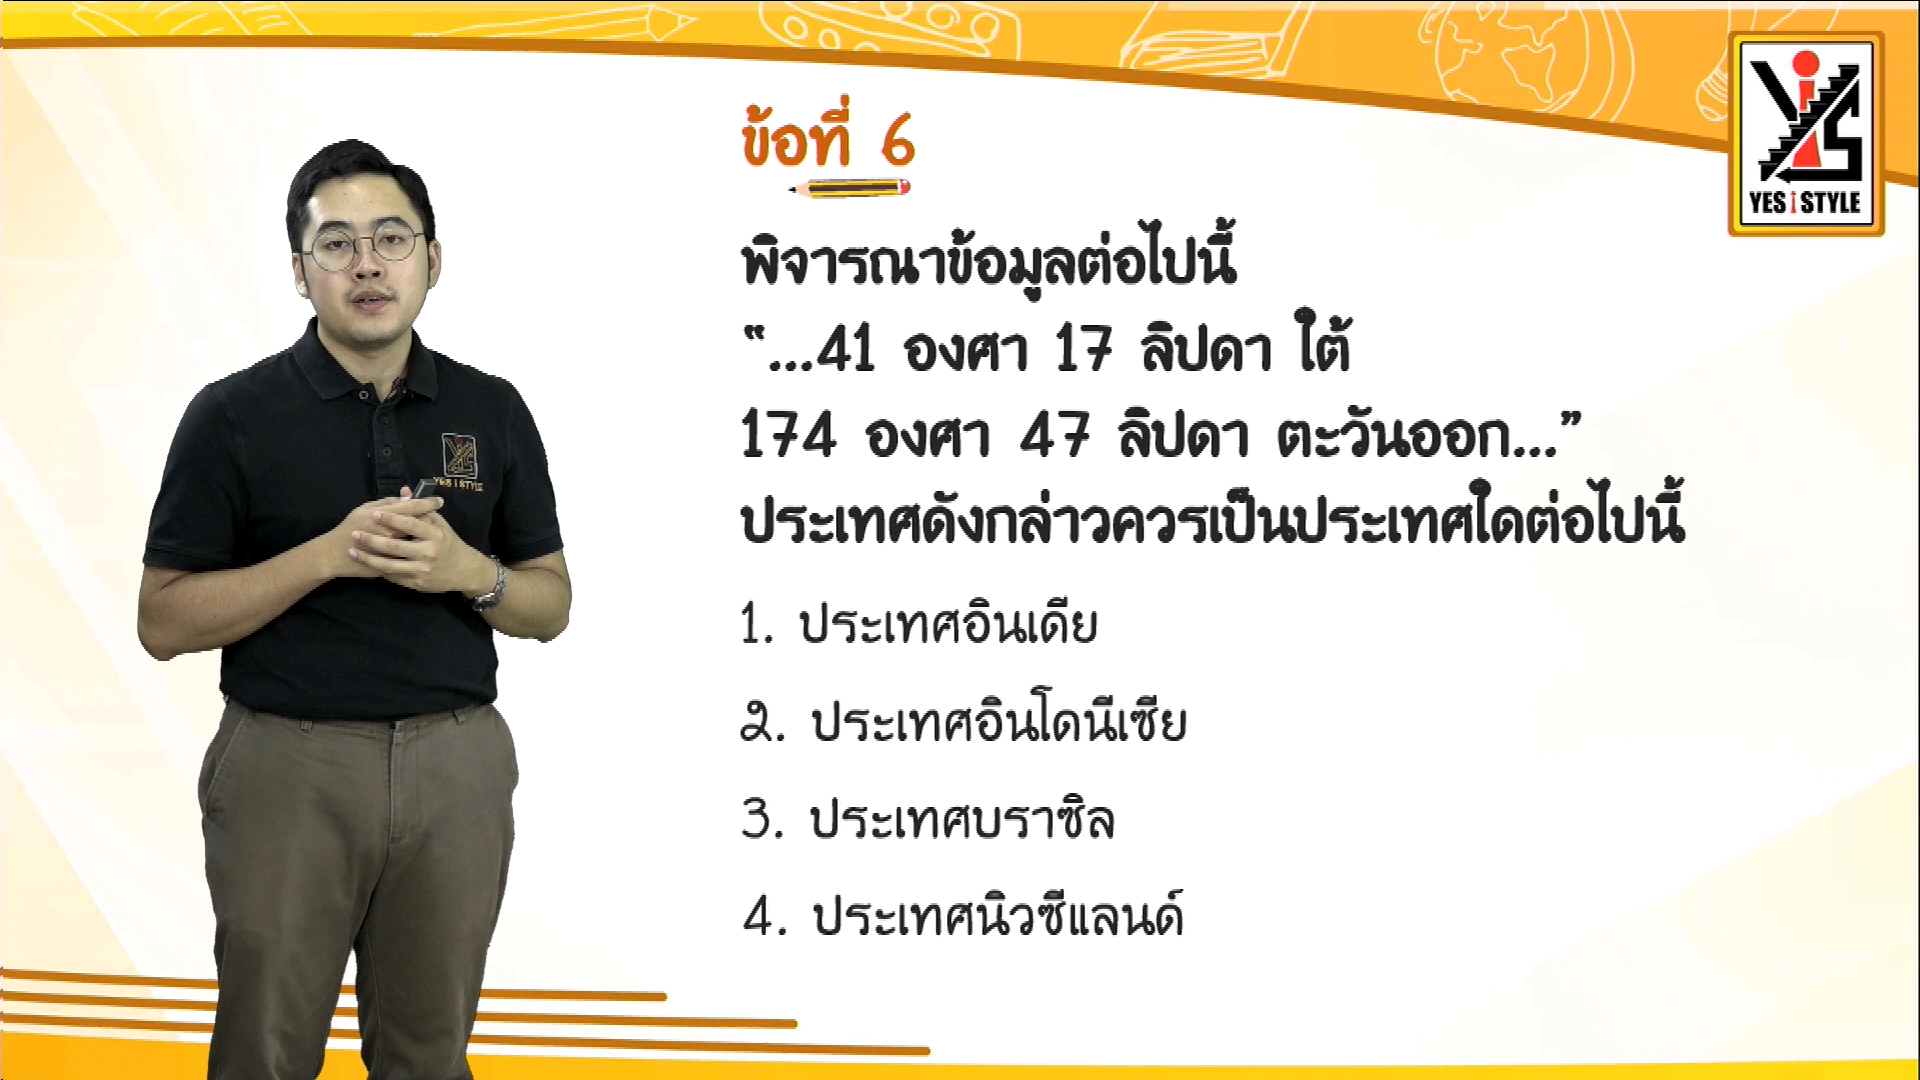 ข้อที่ 6
YES i STYLE
พิจารณาข้อมูลต่อไปนี้
“...41 องศา 17 ลิปดา ใต้
174 องศา 47 ลิปดา ตะวันออก...”
ประเทศดังกล่าวควรเป็นประเทศใดต่อไปนี้
1. ประเทศอินเดีย
2. ประเทศอินโดนีเซีย
3. ประเทศบราซิล
4. ประเทศนิวซีแลนด์
YES i STYLE